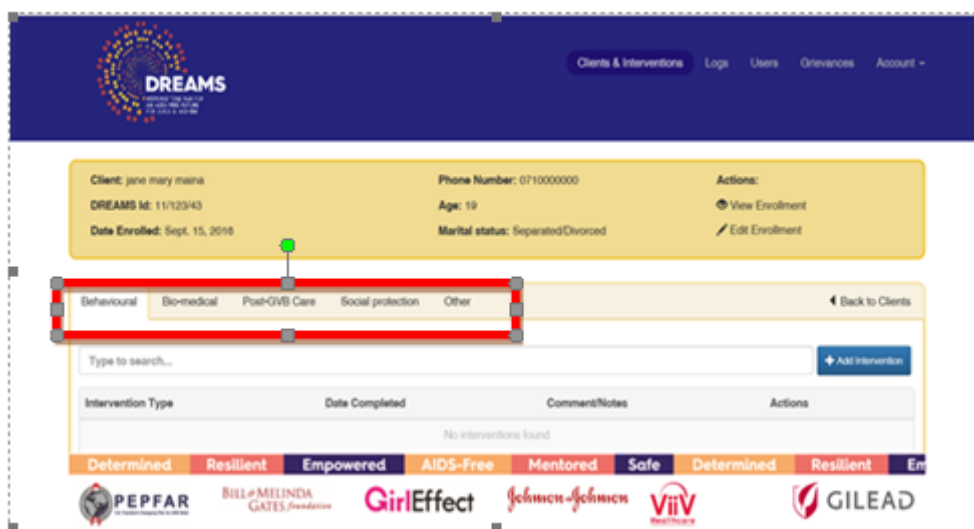 DREAMS
Clients & Interventions Logs Users Grievances Account
Client: jane mary maina
Phone Number: 0710000000
Actions:
DREAMS Id: 11/123/43
Age: 19
View Enrollment
Date Enrolled: Sept. 15, 2016
Marital status: Separated/Divorced
Edit Enrollment
Behavioural Bio-medical Post-GVB Care Social protection Other
Back to Clients
Type to search...
+ Add Intervention
Intervention Type Date Completed Comment/Notes Actions
No interventions found
Determined Resilient Empowered AIDS-Free Mentored Safe Determined Resilient Em
PEPFAR
BILL & MELINDA
GATES foundation
GirlEffect
Johnson & Johnson
ViiV
Healthcare
GILEAD